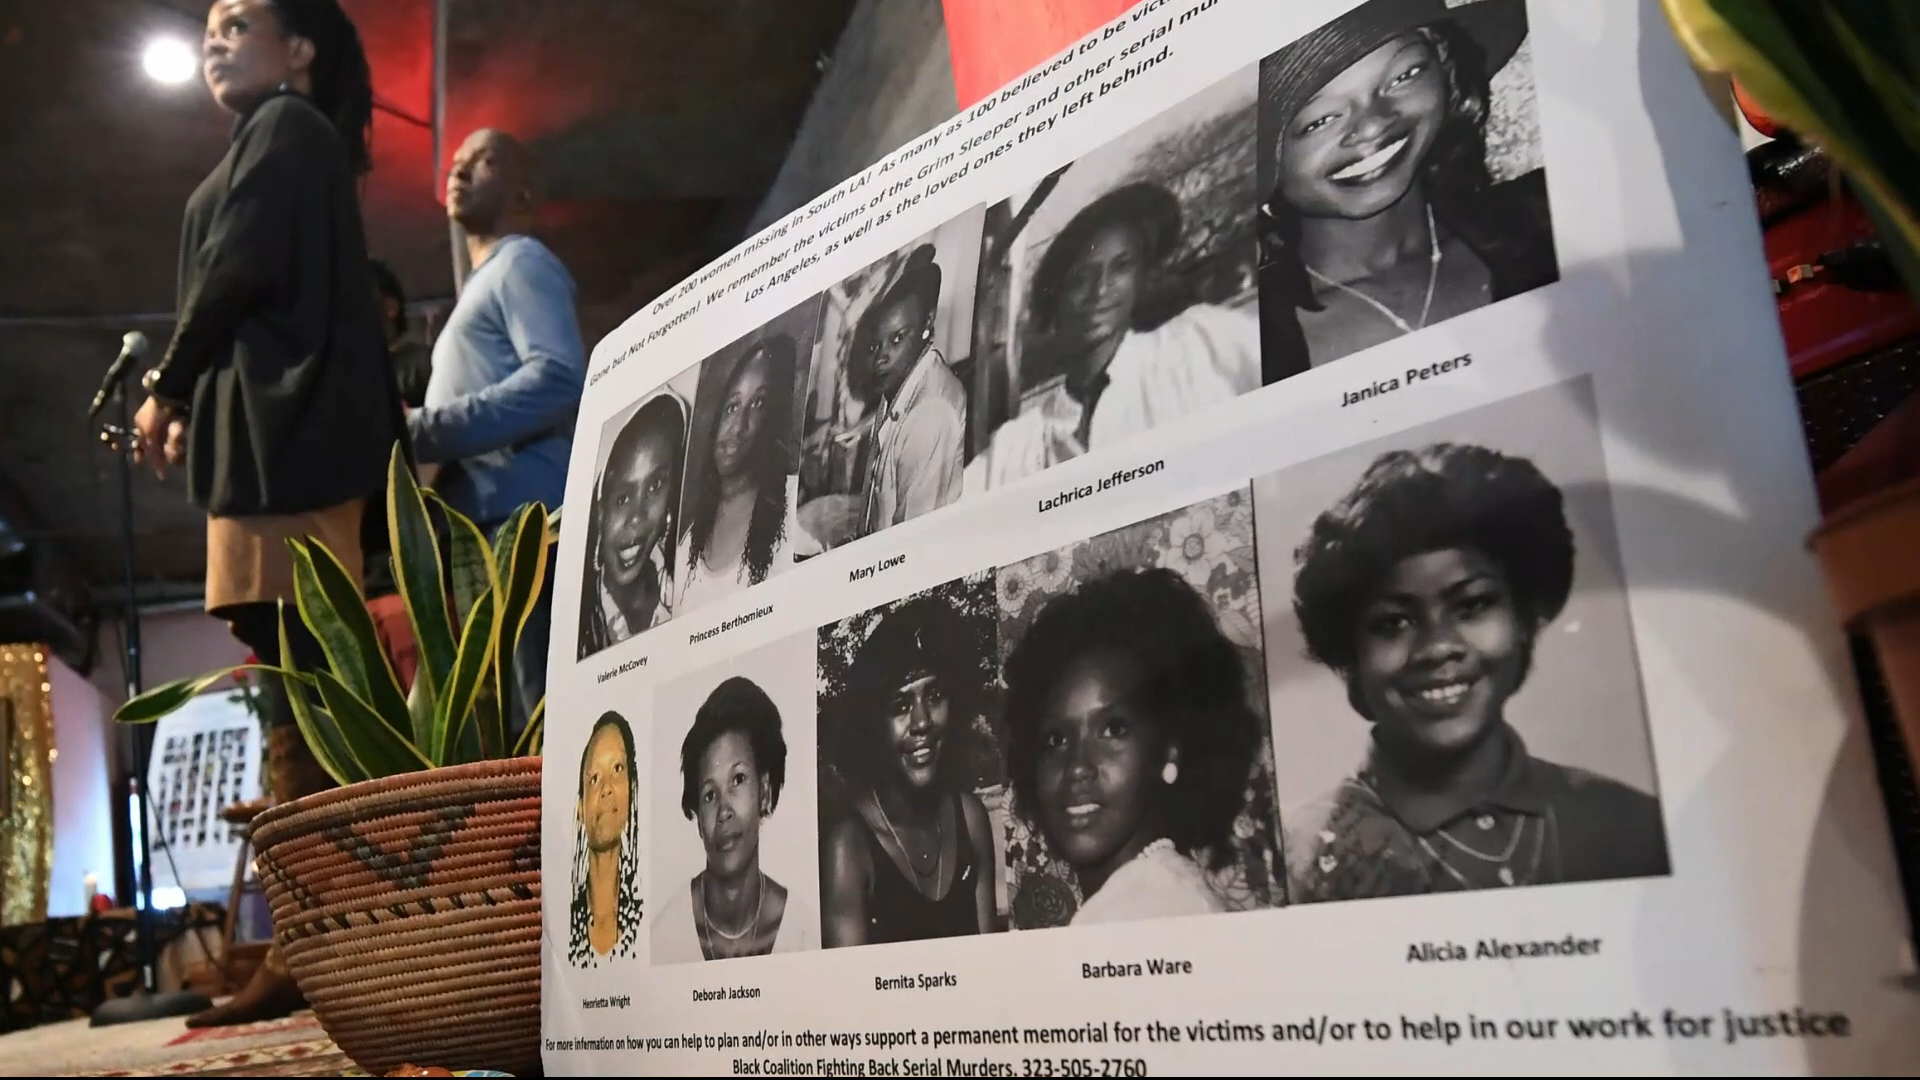 Over 200 women missing in South LA! As many as 100 believed to be
Gone but Not Forgotten! We remember the victims of the Grim Sleeper and other serial
Los Angeles, as well as the loved ones they left behind.
Valerie McCovey
Princess Berthomieux
Mary Lowe
Lachrica Jefferson
Janica Peters
Henrietta Wright
Deborah Jackson
Bernita Sparks
Barbara Ware
Alicia Alexander
For more information on how you can help to plan and/or in other ways support a permanent memorial for the victims and/or to help in our work for justice
Black Coalition Fighting Back Serial Murders. 323-505-2760